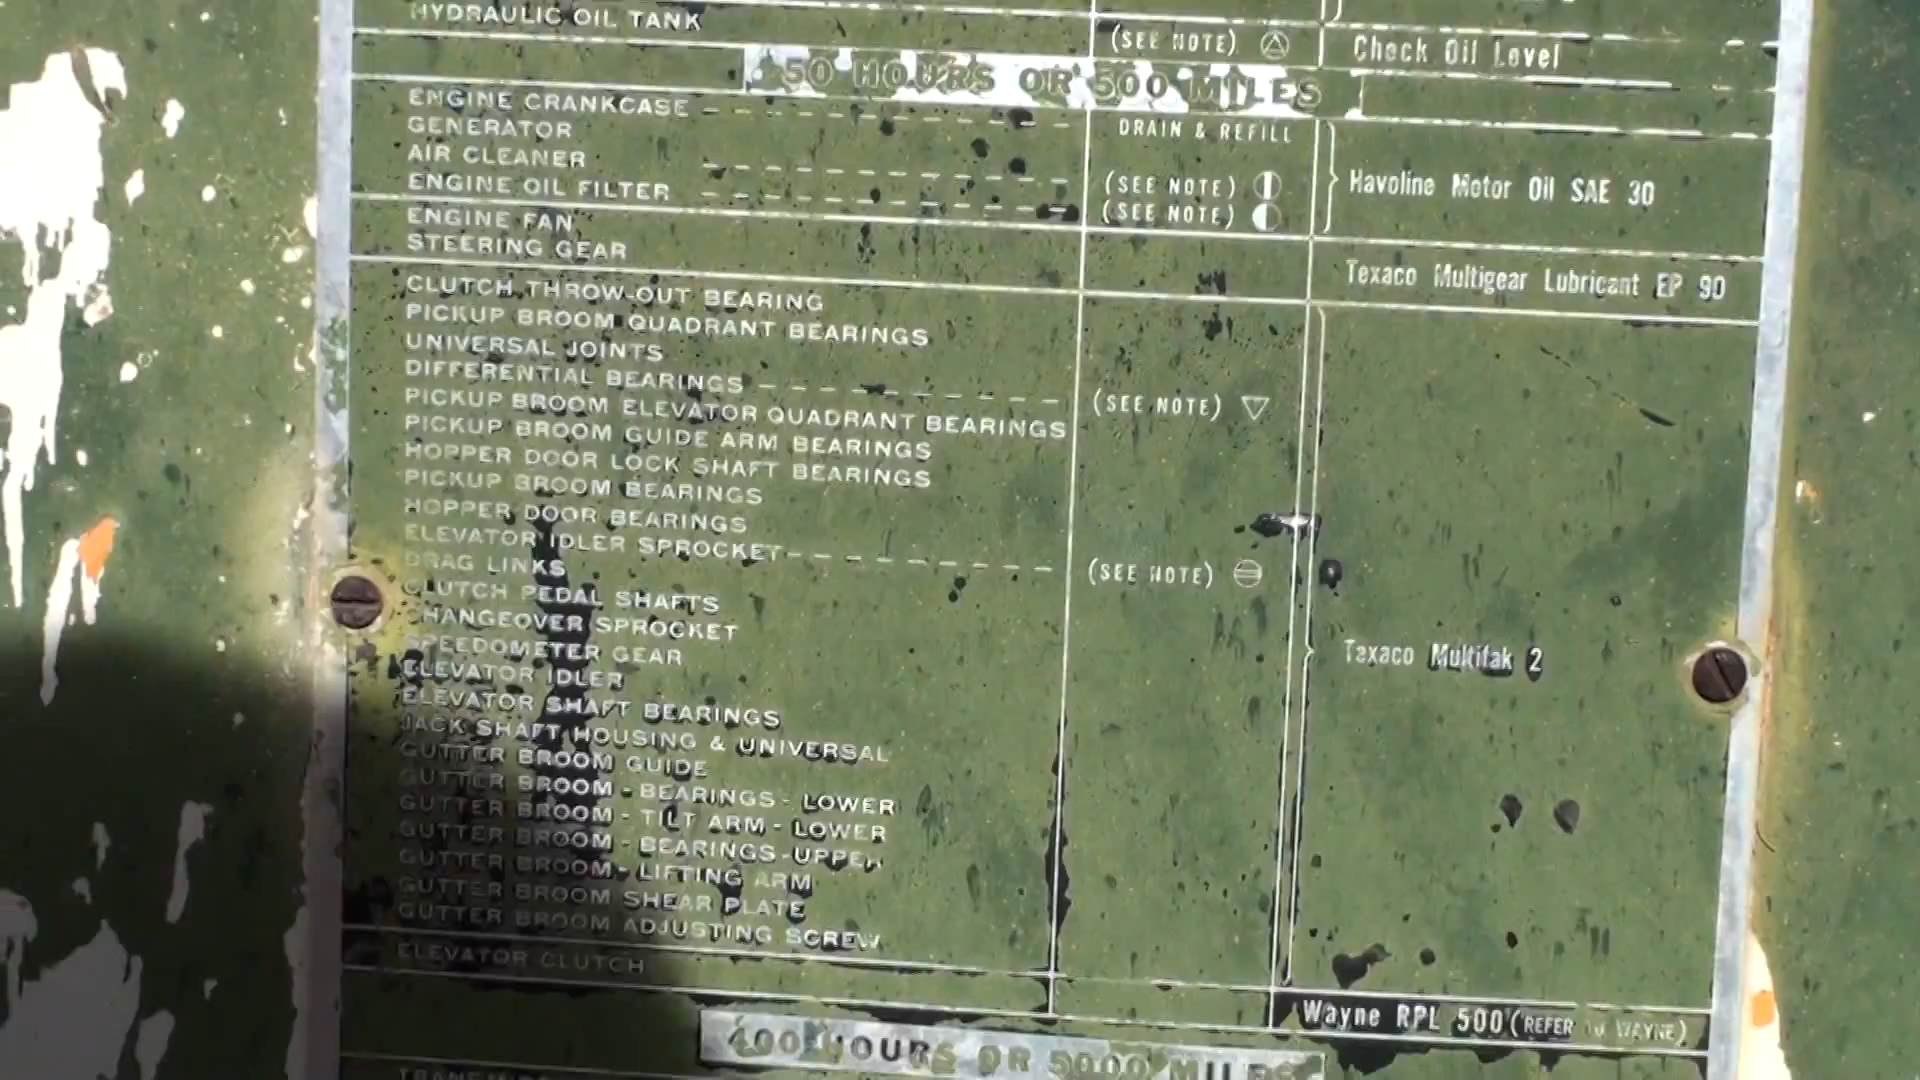 HYDRAULIC OIL TANK
(SEE NOTE)
Check Oil Level
50 HOURS OR 500 MILES
ENGINE CRANKCASE
DRAIN & REFILL
GENERATOR
AIR CLEANER
(SEE NOTE)
ENGINE OIL FILTER
(SEE NOTE)
Havoline Motor Oil SAE 30
ENGINE FAN
STEERING GEAR
Texaco Multigear Lubricant EP 90
CLUTCH THROW-OUT BEARING
PICKUP BROOM QUADRANT BEARINGS
UNIVERSAL JOINTS
DIFFERENTIAL BEARINGS
(SEE NOTE)
PICKUP BROOM ELEVATOR QUADRANT BEARINGS
PICKUP BROOM GUIDE ARM BEARINGS
HOPPER DOOR LOCK SHAFT BEARINGS
PICKUP BROOM BEARINGS
HOPPER DOOR BEARINGS
ELEVATOR IDLER SPROCKET
(SEE NOTE)
DRAG LINKS
CLUTCH PEDAL SHAFTS
CHANGEOVER SPROCKET
SPEEDOMETER GEAR
Texaco Multifak 2
ELEVATOR IDLER
ELEVATOR SHAFT BEARINGS
JACK SHAFT HOUSING & UNIVERSAL
GUTTER BROOM GUIDE
GUTTER BROOM - BEARINGS - LOWER
GUTTER BROOM - TILT ARM - LOWER
GUTTER BROOM - BEARINGS - UPPER
GUTTER BROOM - LIFTING ARM
GUTTER BROOM SHEAR PLATE
GUTTER BROOM ADJUSTING SCREW
ELEVATOR CLUTCH
Wayne RPL 500 (REFER TO WAYNE)
400 HOURS OR 5000 MILES